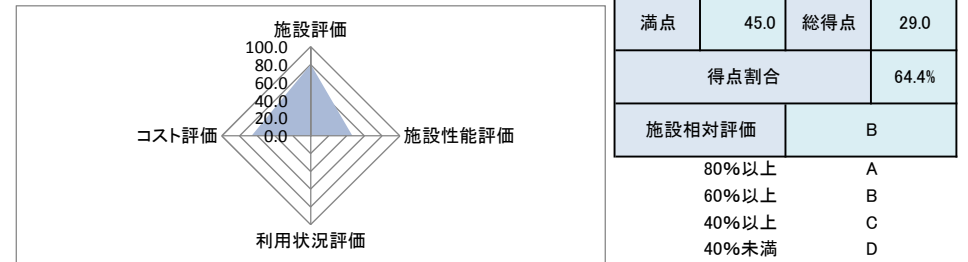 施設評価
100.0
80.0
60.0
40.0
20.0
0.0
コスト評価
施設性能評価
利用状況評価
満点 45.0 総得点 29.0
得点割合 64.4%
施設相対評価 B
80%以上 A
60%以上 B
40%以上 C
40%未満 D